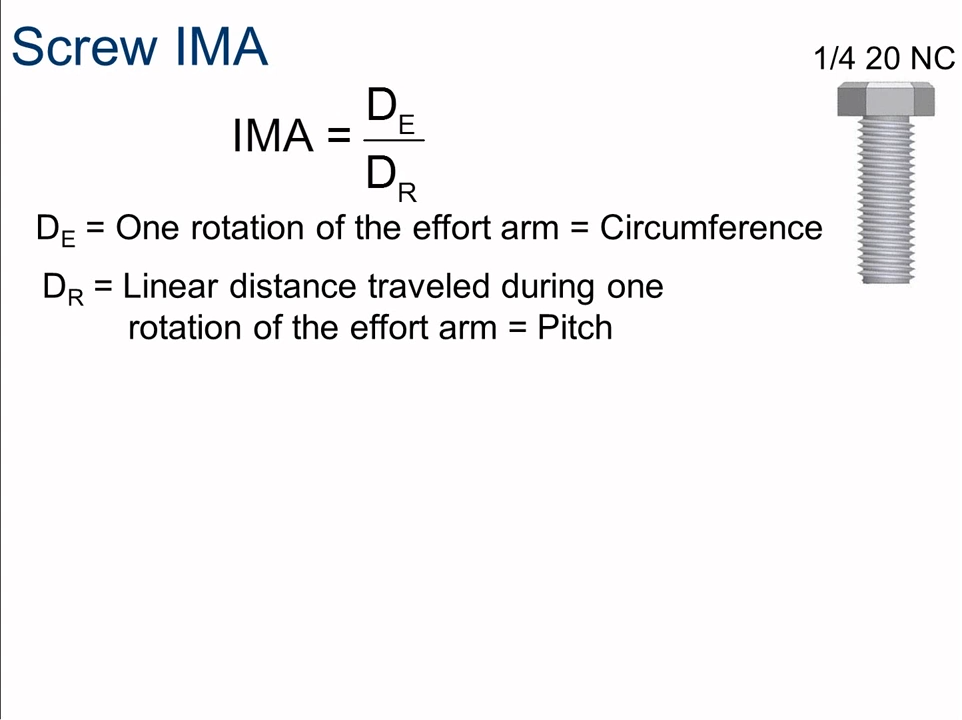 Screw IMA
1/4 20 NC
IMA = D_E / D_R
D_E = One rotation of the effort arm = Circumference
D_R = Linear distance traveled during one
rotation of the effort arm = Pitch